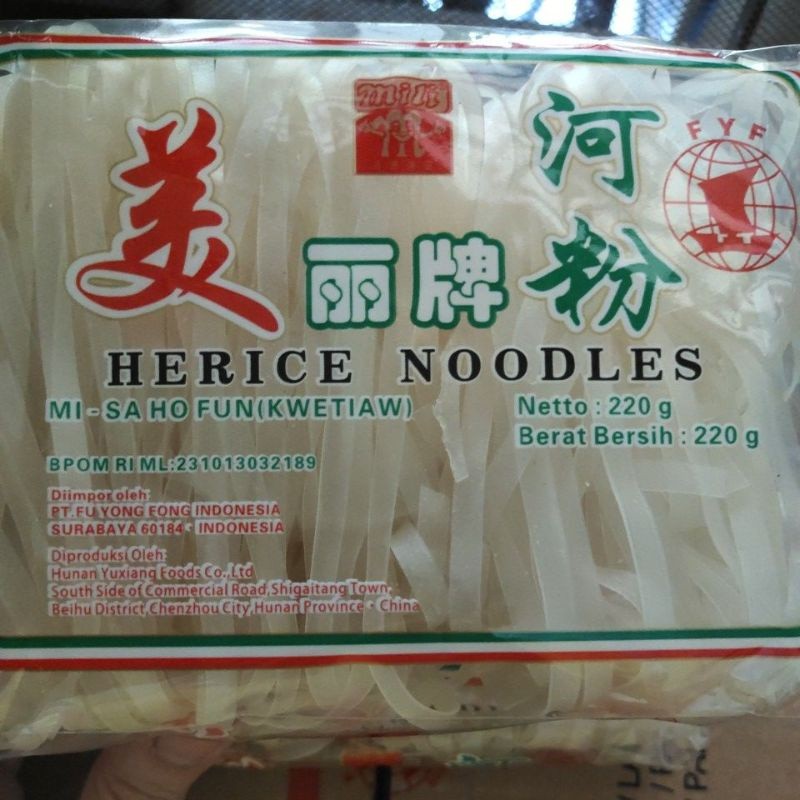 mili
美丽牌
河粉
FYF
HERICE NOODLES
MI-SA HO FUN(KWETIAW)
Netto : 220 g
Berat Bersih : 220 g
BPOM RI ML:231013032189
Diimpor oleh:
PT.FU YONG FONG INDONESIA
SURABAYA 60184 · INDONESIA
Diproduksi Oleh:
Hunan Yuxiang Foods Co.,Ltd
South Side of Commercial Road,Shigaitang Town,
Beihu District,Chenzhou City,Hunan Province · China